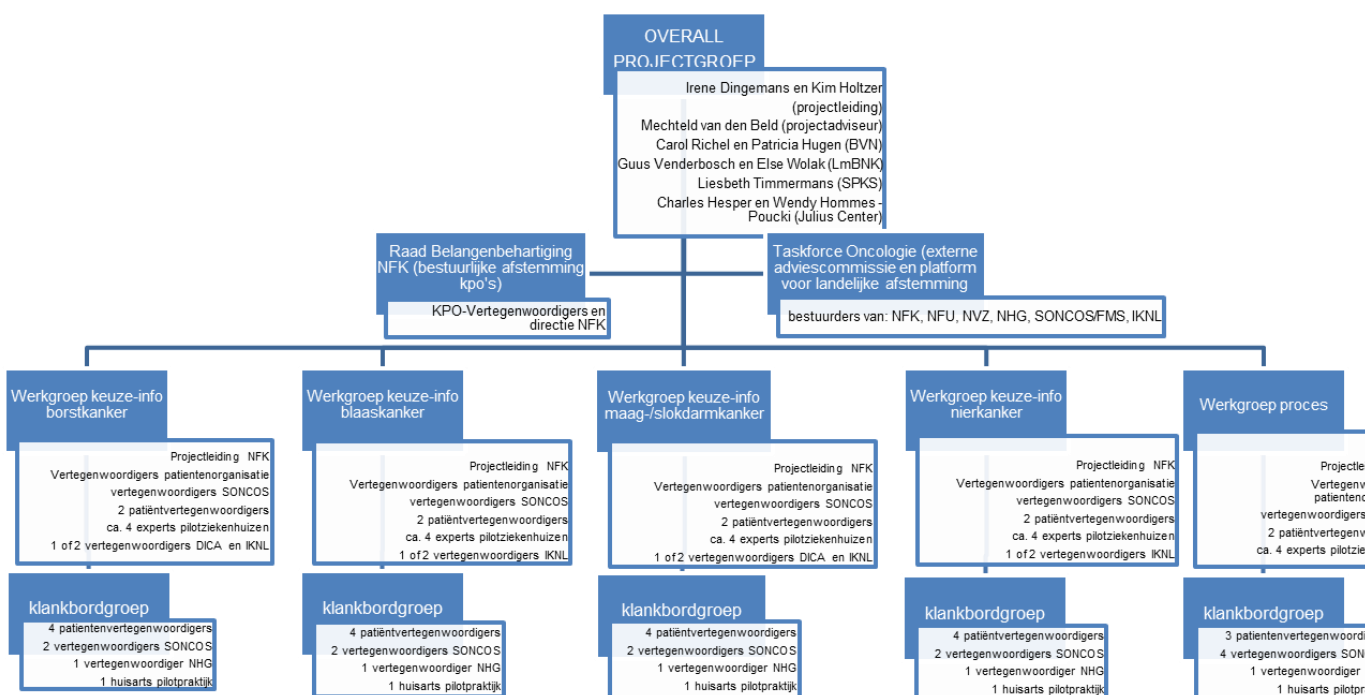 OVERALL
PROJECTGROEP
Irene Dingemans en Kim Holtzer
(projectleiding)
Mechteld van den Beld (projectadviseur)
Carol Richel en Patricia Hugen (BVN)
Guus Venderbosch en Else Wolak (LmBNK)
Liesbeth Timmermans (SPKS)
Charles Hesper en Wendy Hommes -
Poucki (Julius Center)
Raad Belangenbehartiging
NFK (bestuurlijke afstemming
kpo's)
KPO-Vertegenwoordigers en
directie NFK
Taskforce Oncologie (externe
adviescommissie en platform
voor landelijke afstemming
bestuurders van: NFK, NFU, NVZ, NHG, SONCOS/FMS, IKNL
Werkgroep keuze-info
borstkanker
Projectleiding NFK
Vertegenwoordigers patientenorganisatie
vertegenwoordigers SONCOS
2 patiëntvertegenwoordigers
ca. 4 experts pilotziekenhuizen
1 of 2 vertegenwoordigers DICA en IKNL
klankbordgroep
4 patientenvertegenwoordigers
2 vertegenwoordigers SONCOS
1 vertegenwoordiger NHG
1 huisarts pilotpraktijk
Werkgroep keuze-info
blaaskanker
Projectleiding NFK
Vertegenwoordigers patientenorganisatie
vertegenwoordigers SONCOS
2 patiëntvertegenwoordigers
ca. 4 experts pilotziekenhuizen
1 of 2 vertegenwoordigers IKNL
klankbordgroep
4 patiëntvertegenwoordigers
2 vertegenwoordigers SONCOS
1 vertegenwoordiger NHG
1 huisarts pilotpraktijk
Werkgroep keuze-info
maag-/slokdarmkanker
Projectleiding NFK
Vertegenwoordigers patientenorganisatie
vertegenwoordigers SONCOS
2 patiëntvertegenwoordigers
ca. 4 experts pilotziekenhuizen
1 of 2 vertegenwoordigers DICA en IKNL
klankbordgroep
4 patiëntvertegenwoordigers
2 vertegenwoordigers SONCOS
1 vertegenwoordiger NHG
1 huisarts pilotpraktijk
Werkgroep keuze-info
nierkanker
Projectleiding NFK
Vertegenwoordigers patientenorganisatie
vertegenwoordigers SONCOS
2 patiëntvertegenwoordigers
ca. 4 experts pilotziekenhuizen
1 of 2 vertegenwoordigers IKNL
klankbordgroep
4 patiëntvertegenwoordigers
2 vertegenwoordigers SONCOS
1 vertegenwoordiger NHG
1 huisarts pilotpraktijk
Werkgroep proces
2
ca. 4 experts
klankbordgroep
3
4 vertegenwoordigers
1 vertegenwoordiger
1 huisarts